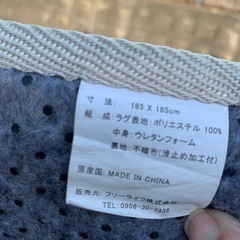 寸 法: 185 X 185cm
組 成: ラグ表地: ポリエステル 100%
中身: ウレタンフォーム
裏地: 不織布(滑止め加工付)
原産国: MADE IN CHINA
販売元: フリーライフ株式会社
TEL: 0956-30-7936